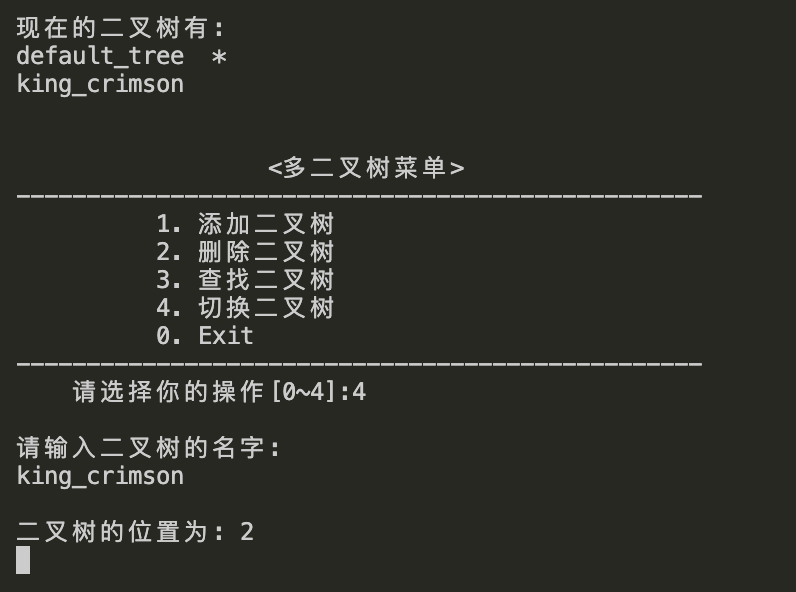 现在的二叉树有:
default_tree  *
king_crimson
<多二叉树菜单>
-------------------------------------------------
1. 添加二叉树
2. 删除二叉树
3. 查找二叉树
4. 切换二叉树
0. Exit
-------------------------------------------------
请选择你的操作[0~4]:4
请输入二叉树的名字:
king_crimson
二叉树的位置为: 2